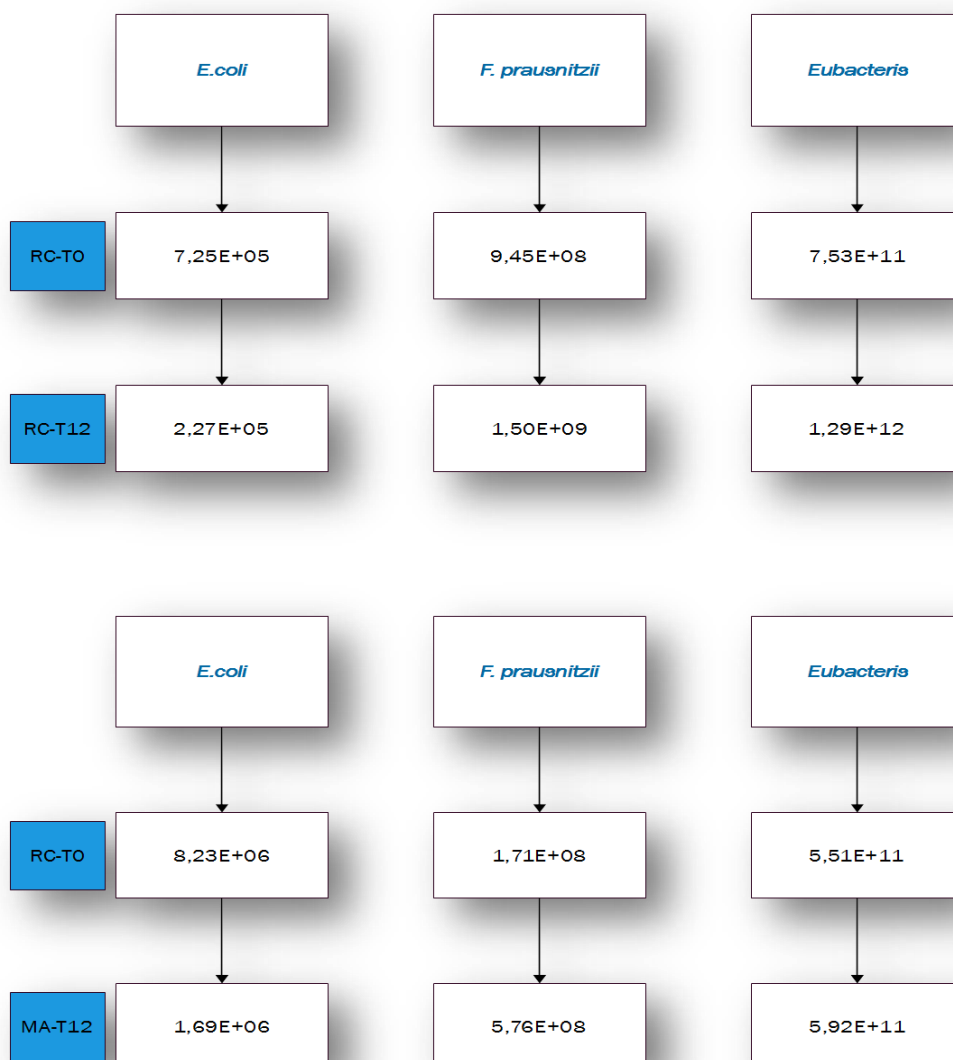 E.coli F. prausnitzii Eubacteris
RC-T0 7,25E+05 9,45E+08 7,53E+11
RC-T12 2,27E+05 1,50E+09 1,29E+12
E.coli F. prausnitzii Eubacteris
RC-T0 8,23E+06 1,71E+08 5,51E+11
MA-T12 1,69E+06 5,76E+08 5,92E+11